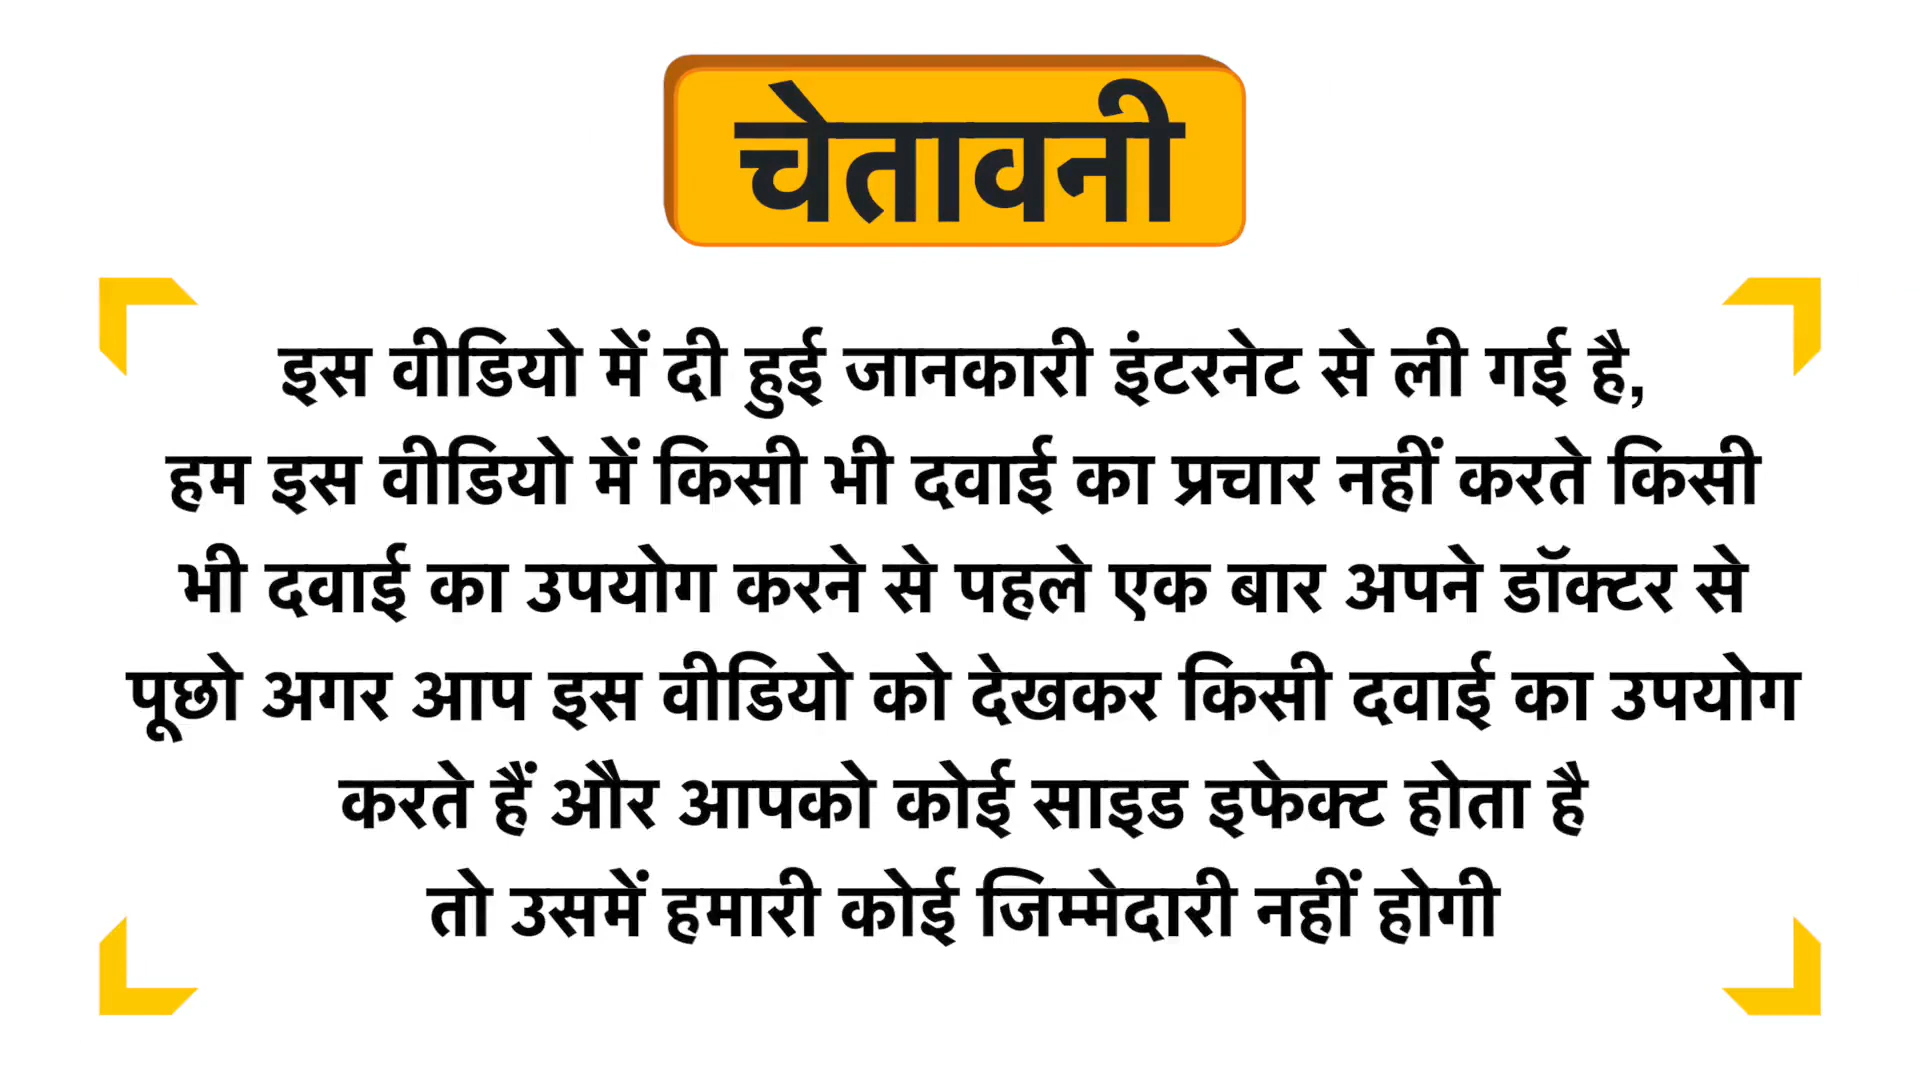 चेतावनी
इस वीडियो में दी हुई जानकारी इंटरनेट से ली गई है,
हम इस वीडियो में किसी भी दवाई का प्रचार नहीं करते किसी
भी दवाई का उपयोग करने से पहले एक बार अपने डॉक्टर से
पूछो अगर आप इस वीडियो को देखकर किसी दवाई का उपयोग
करते हैं और आपको कोई साइड इफेक्ट होता है
तो उसमें हमारी कोई जिम्मेदारी नहीं होगी